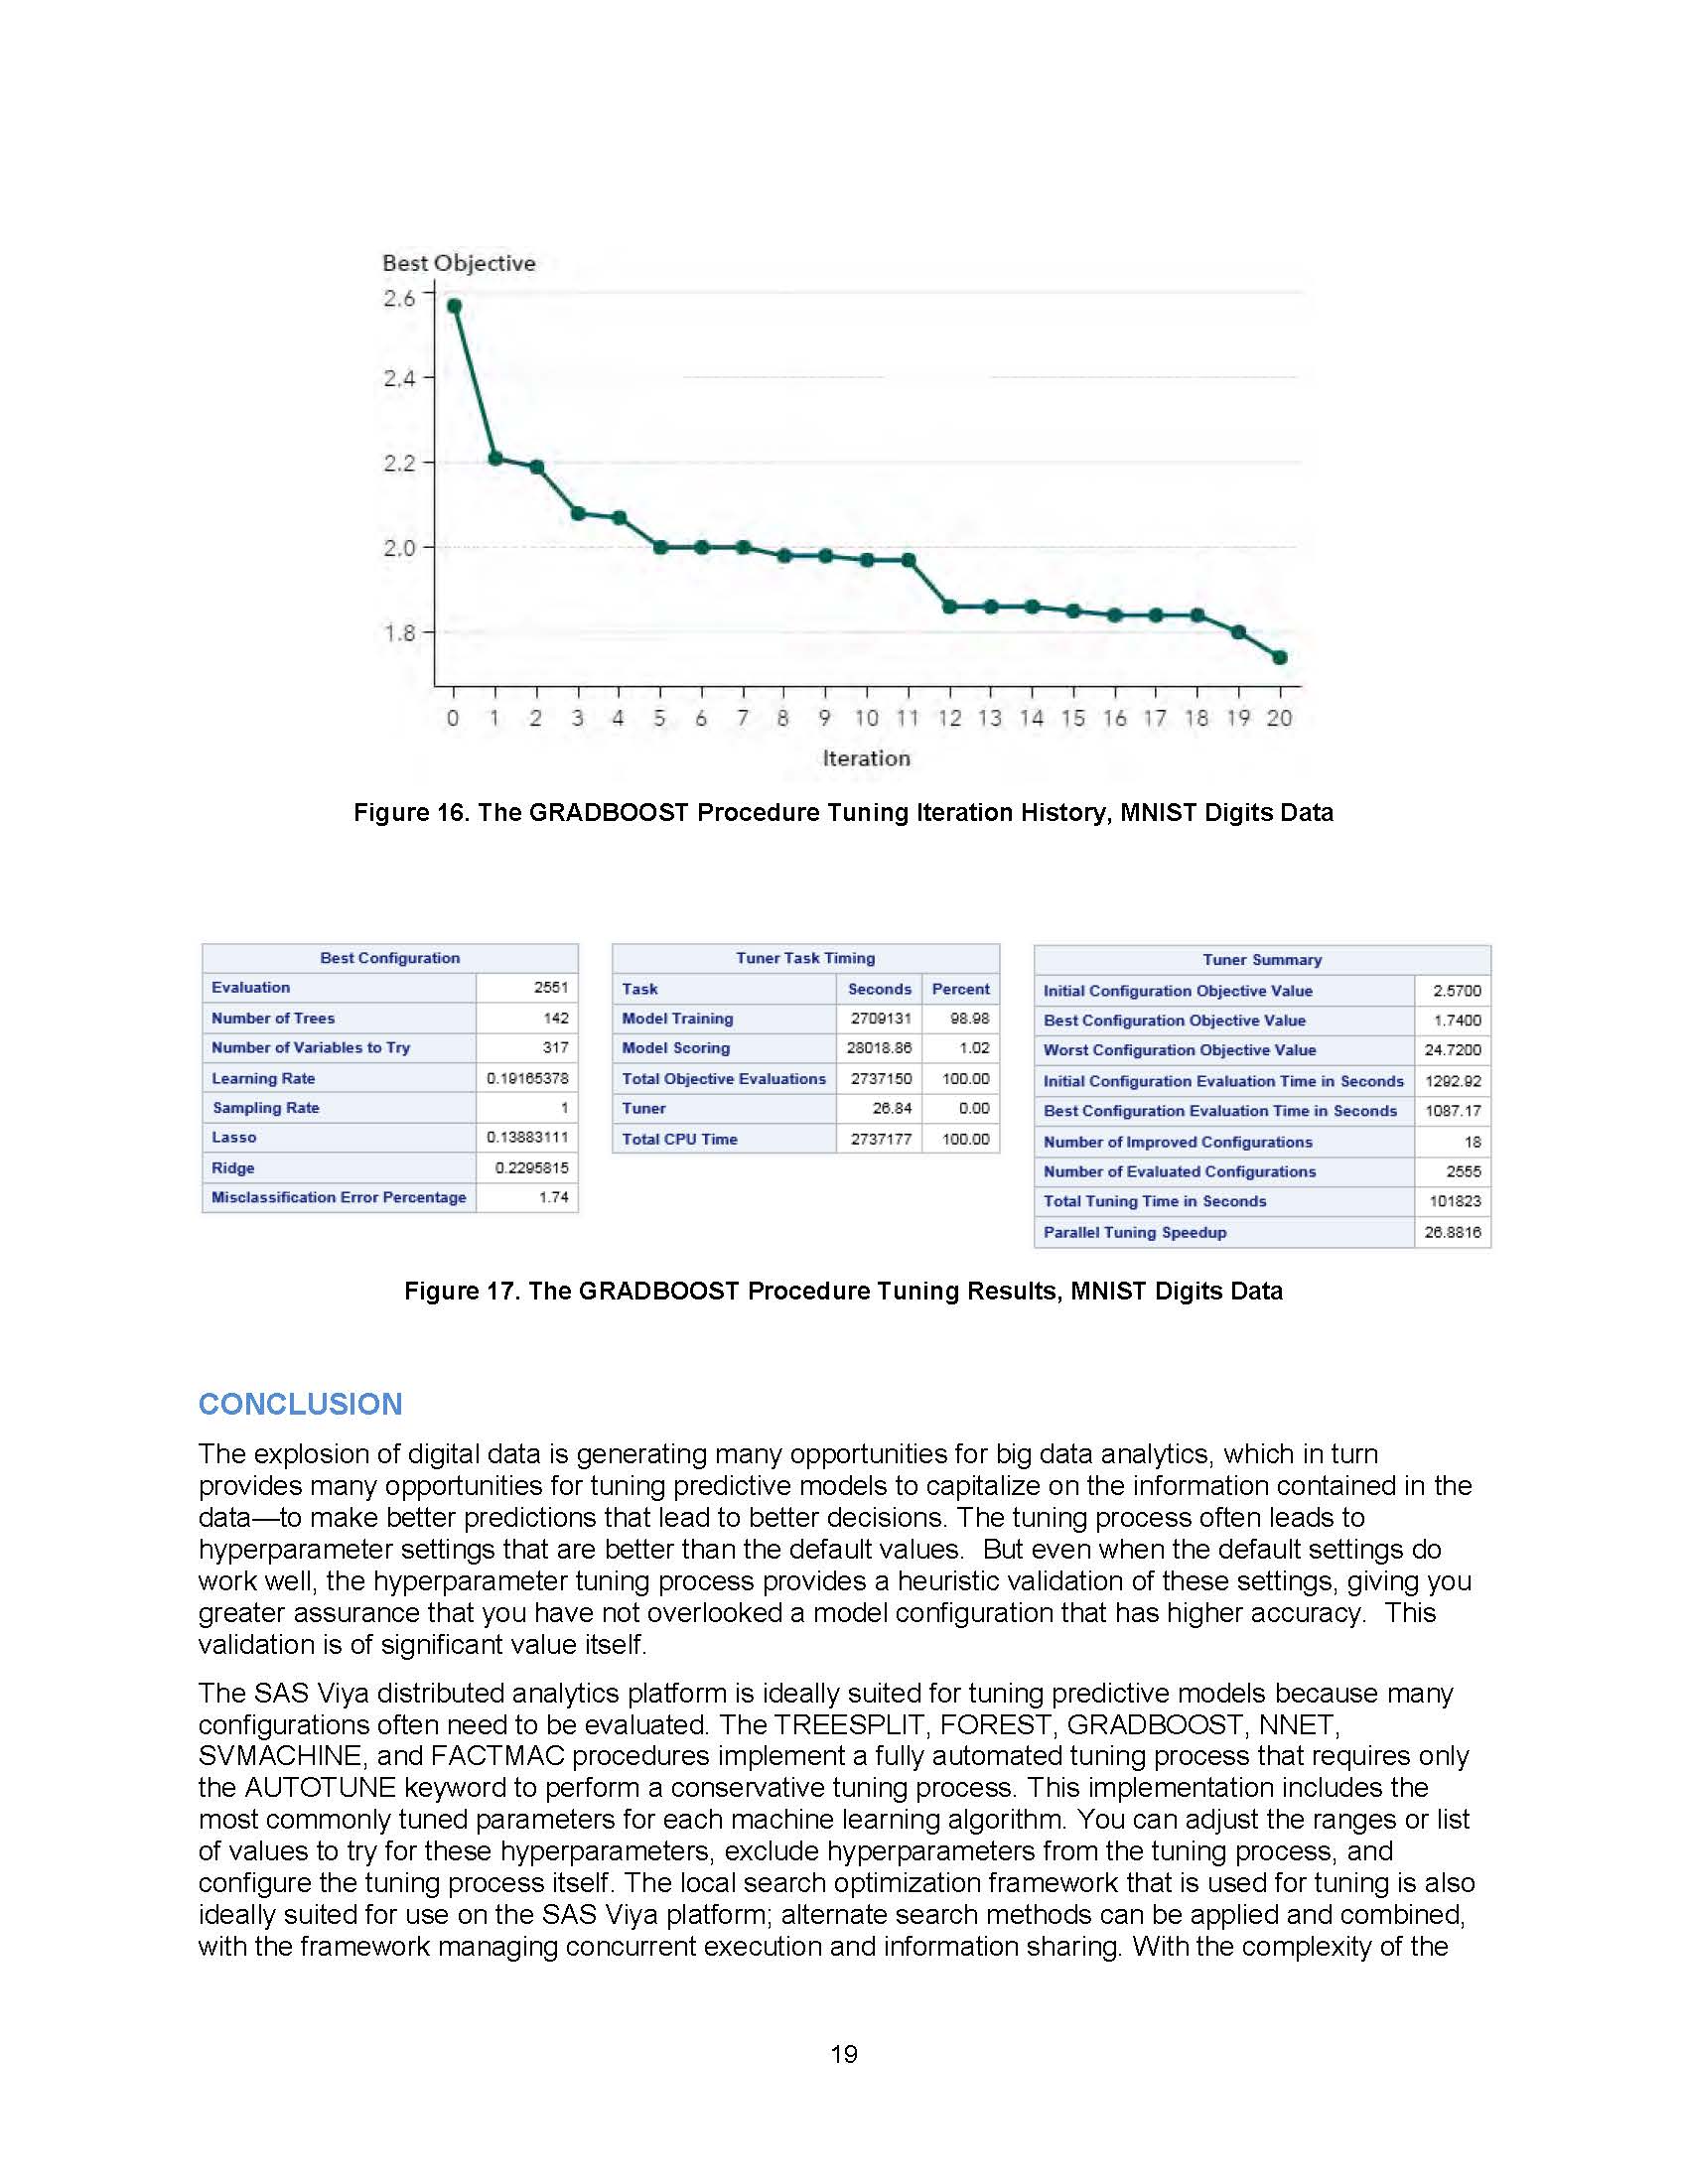 Best Objective
2.6
2.4
2.2
2.0
1.8
0 1 2 3 4 5 6 7 8 9 10 11 12 13 14 15 16 17 18 19 20
Iteration
Figure 16. The GRADBOOST Procedure Tuning Iteration History, MNIST Digits Data
Best Configuration
Evaluation 2551
Number of Trees 142
Number of Variables to Try 317
Learning Rate 0.19165378
Sampling Rate 1
Lasso 0.13883111
Ridge 0.2295815
Misclassification Error Percentage 1.74
Tuner Task Timing
Task Seconds Percent
Model Training 2709131 98.98
Model Scoring 28018.86 1.02
Total Objective Evaluations 2737150 100.00
Tuner 26.84 0.00
Total CPU Time 2737177 100.00
Tuner Summary
Initial Configuration Objective Value 2.5700
Best Configuration Objective Value 1.7400
Worst Configuration Objective Value 24.7200
Initial Configuration Evaluation Time in Seconds 1292.92
Best Configuration Evaluation Time in Seconds 1087.17
Number of Improved Configurations 18
Number of Evaluated Configurations 2555
Total Tuning Time in Seconds 101823
Parallel Tuning Speedup 26.8816
Figure 17. The GRADBOOST Procedure Tuning Results, MNIST Digits Data
CONCLUSION
The explosion of digital data is generating many opportunities for big data analytics, which in turn
provides many opportunities for tuning predictive models to capitalize on the information contained in the
data—to make better predictions that lead to better decisions. The tuning process often leads to
hyperparameter settings that are better than the default values.  But even when the default settings do
work well, the hyperparameter tuning process provides a heuristic validation of these settings, giving you
greater assurance that you have not overlooked a model configuration that has higher accuracy.  This
validation is of significant value itself.
The SAS Viya distributed analytics platform is ideally suited for tuning predictive models because many
configurations often need to be evaluated. The TREESPLIT, FOREST, GRADBOOST, NNET,
SVMACHINE, and FACTMAC procedures implement a fully automated tuning process that requires only
the AUTOTUNE keyword to perform a conservative tuning process. This implementation includes the
most commonly tuned parameters for each machine learning algorithm. You can adjust the ranges or list
of values to try for these hyperparameters, exclude hyperparameters from the tuning process, and
configure the tuning process itself. The local search optimization framework that is used for tuning is also
ideally suited for use on the SAS Viya platform; alternate search methods can be applied and combined,
with the framework managing concurrent execution and information sharing. With the complexity of the
19